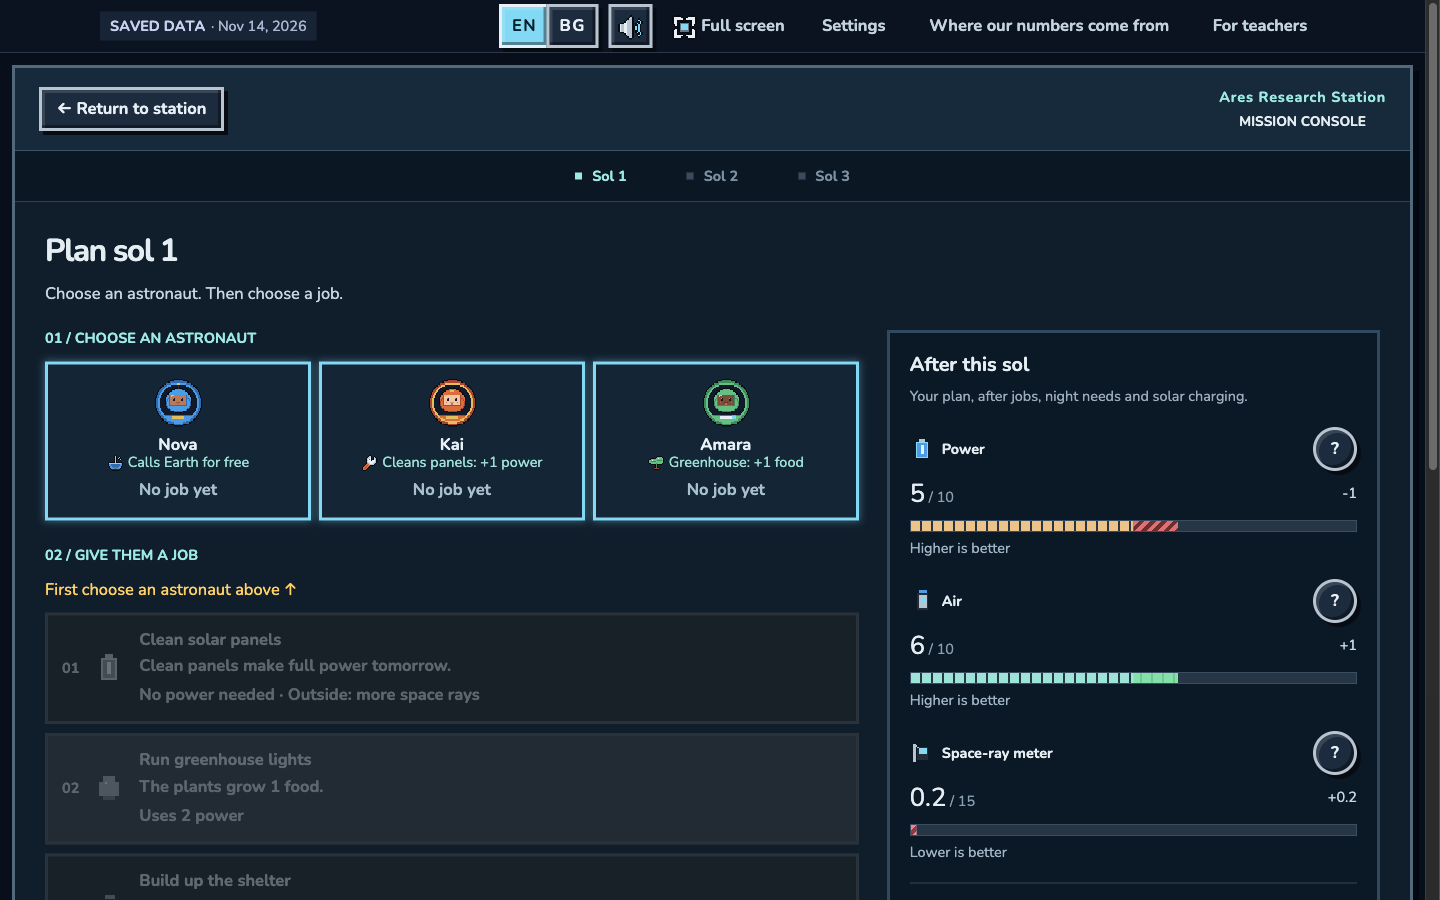 SAVED DATA · Nov 14, 2026
EN BG
Full screen
Settings
Where our numbers come from
For teachers
← Return to station
Ares Research Station
MISSION CONSOLE
Sol 1
Sol 2
Sol 3
Plan sol 1
Choose an astronaut. Then choose a job.
01 / CHOOSE AN ASTRONAUT
Nova
Calls Earth for free
No job yet
Kai
Cleans panels: +1 power
No job yet
Amara
Greenhouse: +1 food
No job yet
02 / GIVE THEM A JOB
First choose an astronaut above ↑
01
Clean solar panels
Clean panels make full power tomorrow.
No power needed · Outside: more space rays
02
Run greenhouse lights
The plants grow 1 food.
Uses 2 power
Build up the shelter
After this sol
Your plan, after jobs, night needs and solar charging.
Power
?
5 / 10
-1
Higher is better
Air
?
6 / 10
+1
Higher is better
Space-ray meter
?
0.2 / 15
+0.2
Lower is better